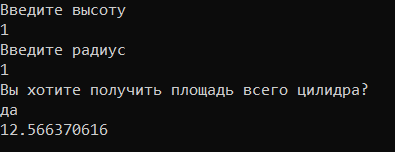 Введите высоту
1
Введите радиус
1
Вы хотите получить площадь всего цилидра?
да
12.566370616